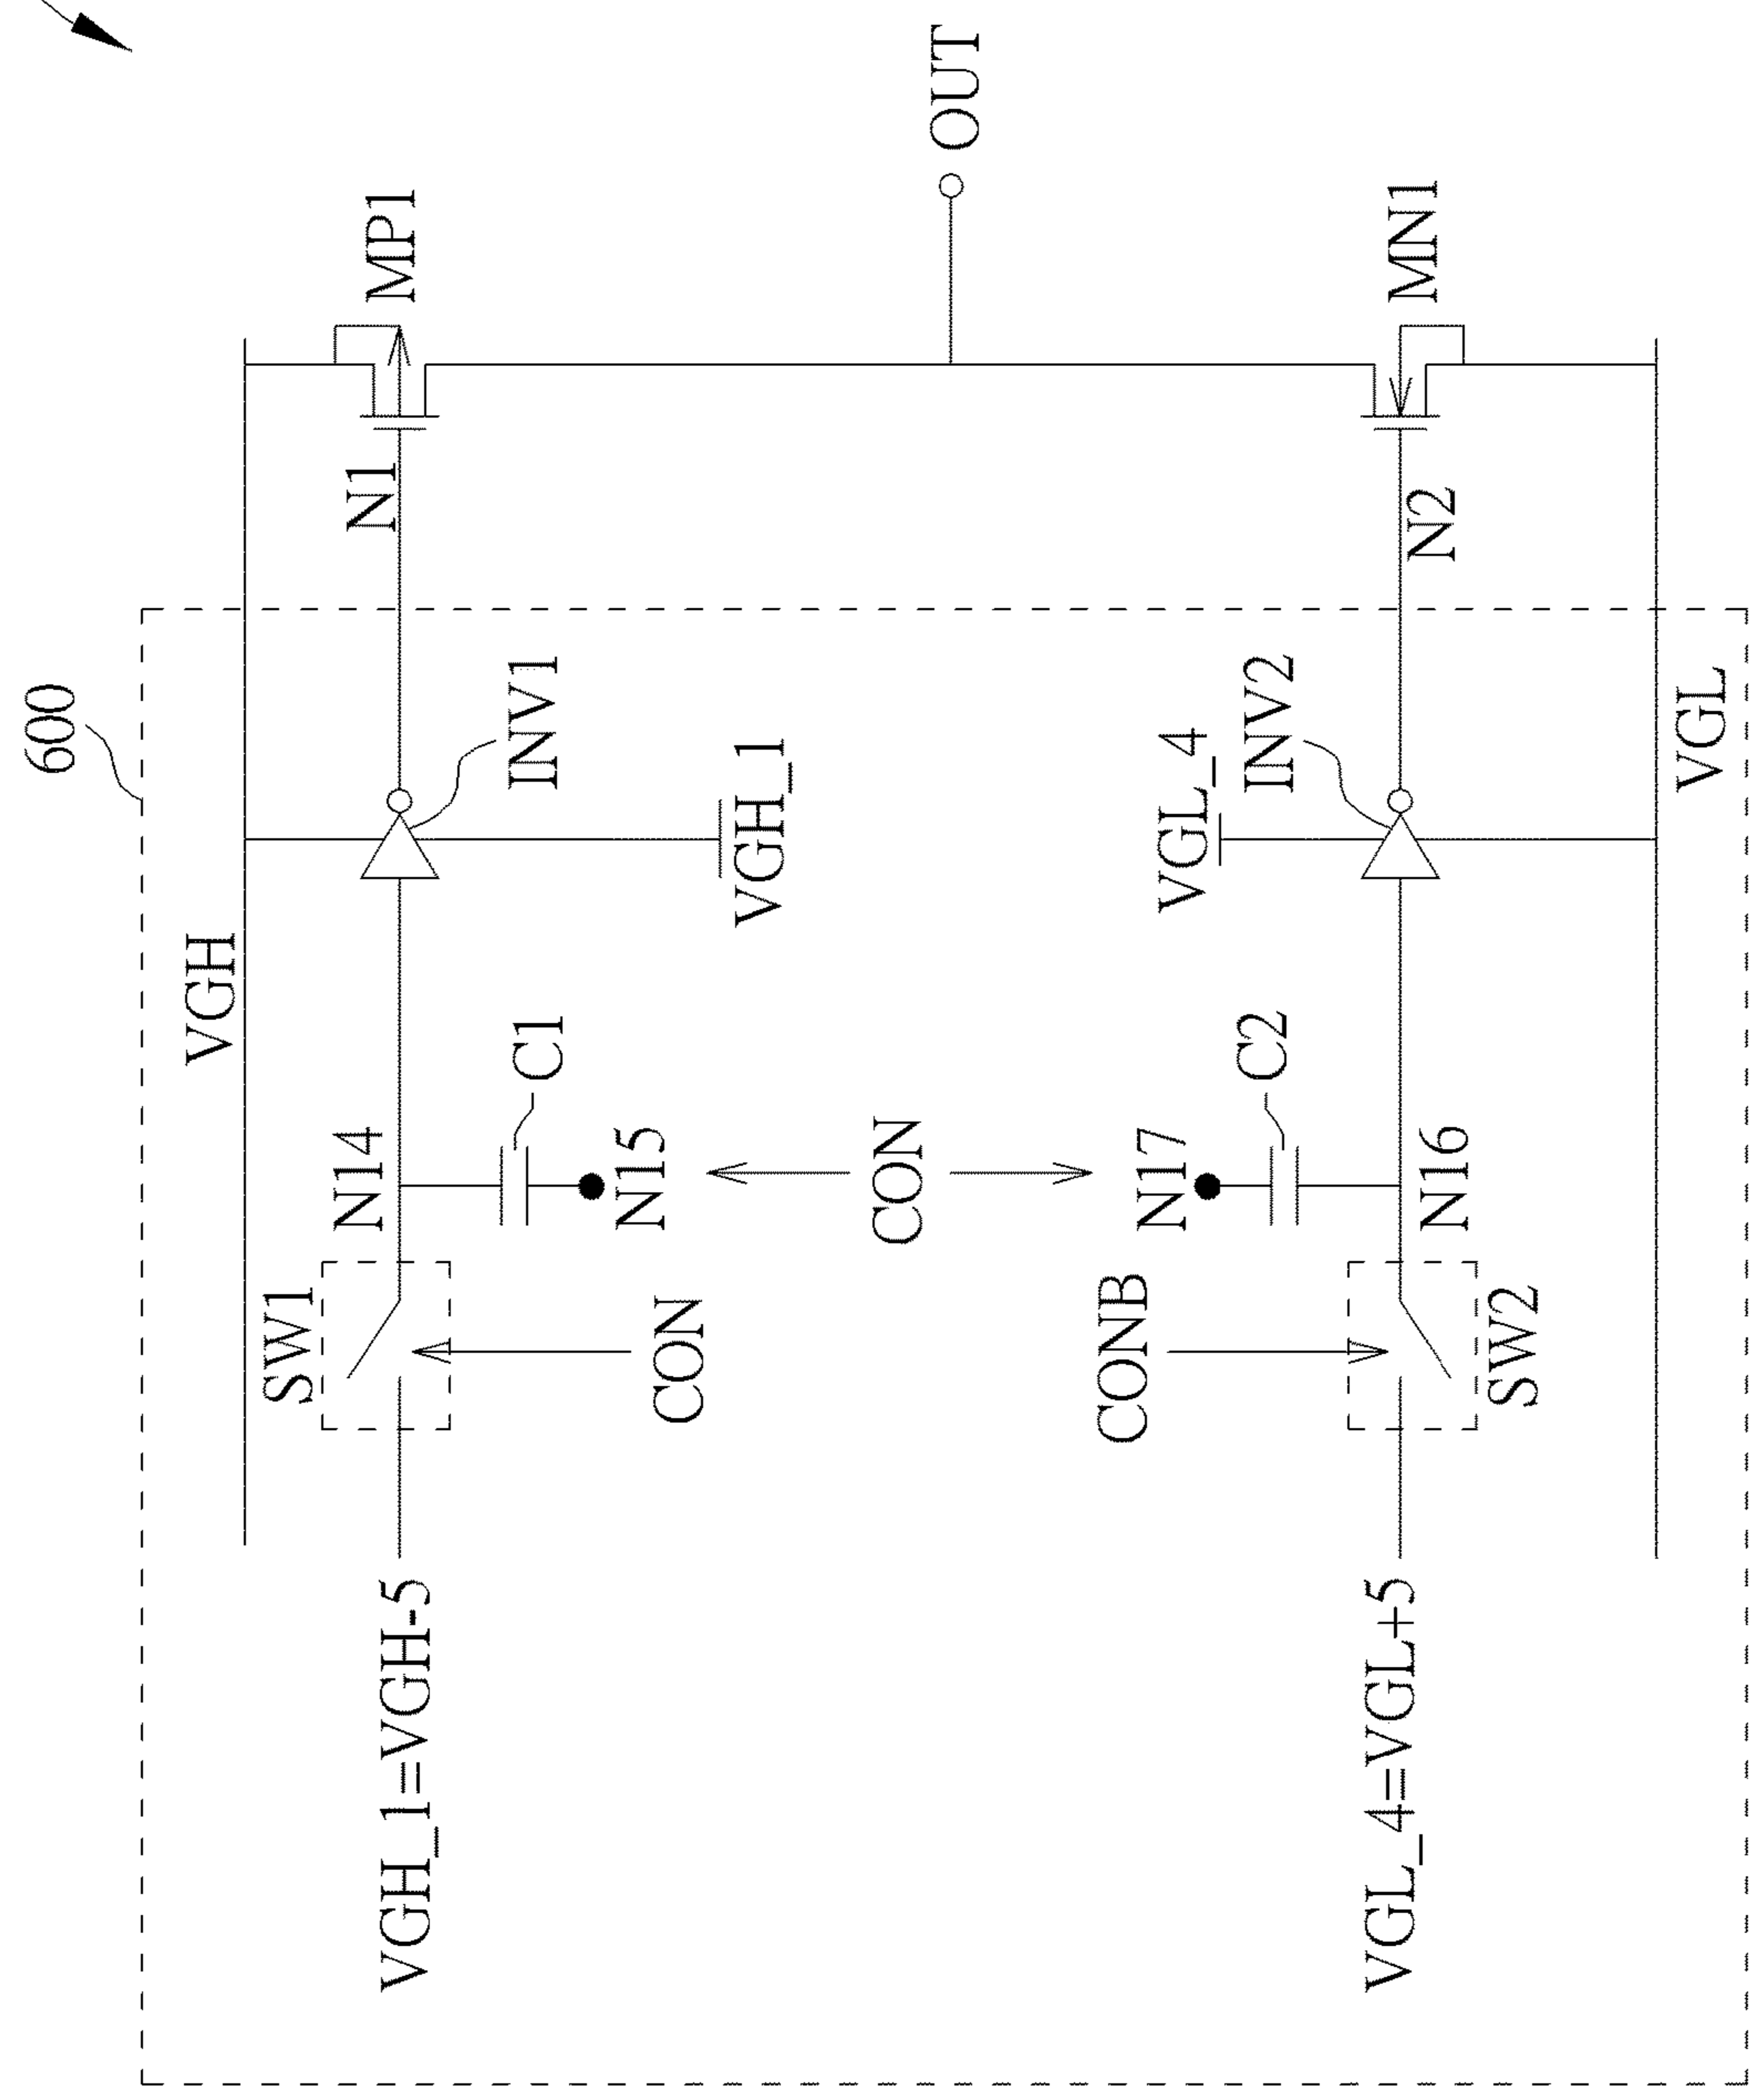 600
VGH
MP1
N1
INV1
VGH_1
SW1
N14
C1
N15
CON
VGH_1=VGH-5
CON
OUT
CONB
N17
C2
VGL_4
INV2
MN1
N2
N16
SW2
VGL_4=VGL+5
VGL